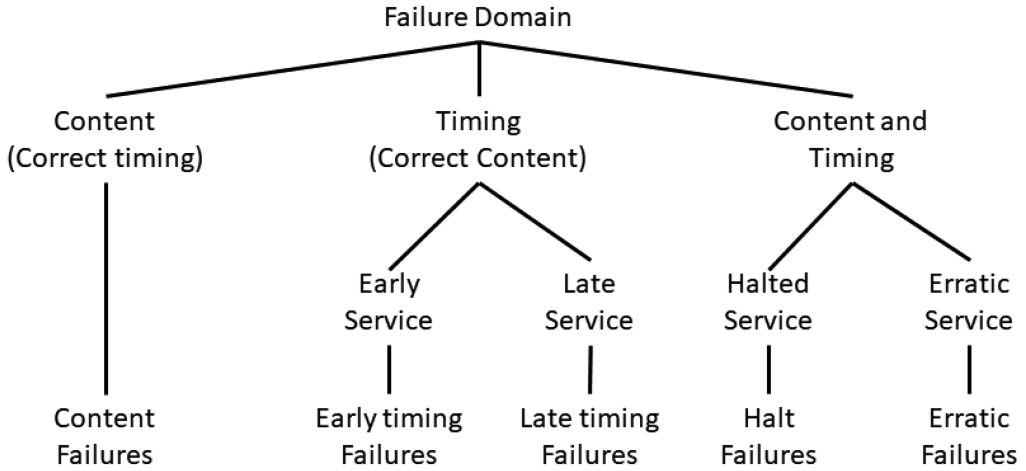 Failure Domain
Content
(Correct timing)
Timing
(Correct Content)
Content and
Timing
Early
Service
Late
Service
Halted
Service
Erratic
Service
Content
Failures
Early timing
Failures
Late timing
Failures
Halt
Failures
Erratic
Failures